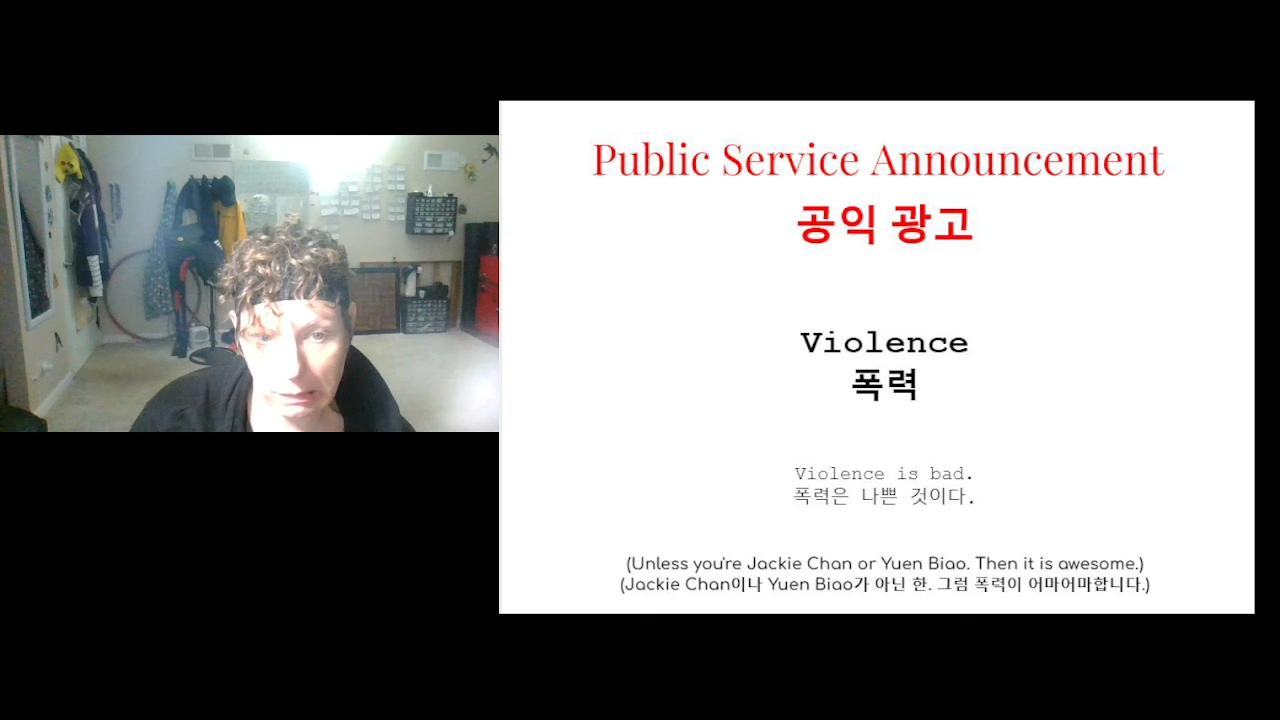 Public Service Announcement
공익 광고
Violence
폭력
Violence is bad.
폭력은 나쁜 것이다.
(Unless you're Jackie Chan or Yuen Biao. Then it is awesome.)
(Jackie Chan이나 Yuen Biao가 아닌 한. 그럼 폭력이 어마어마합니다.)